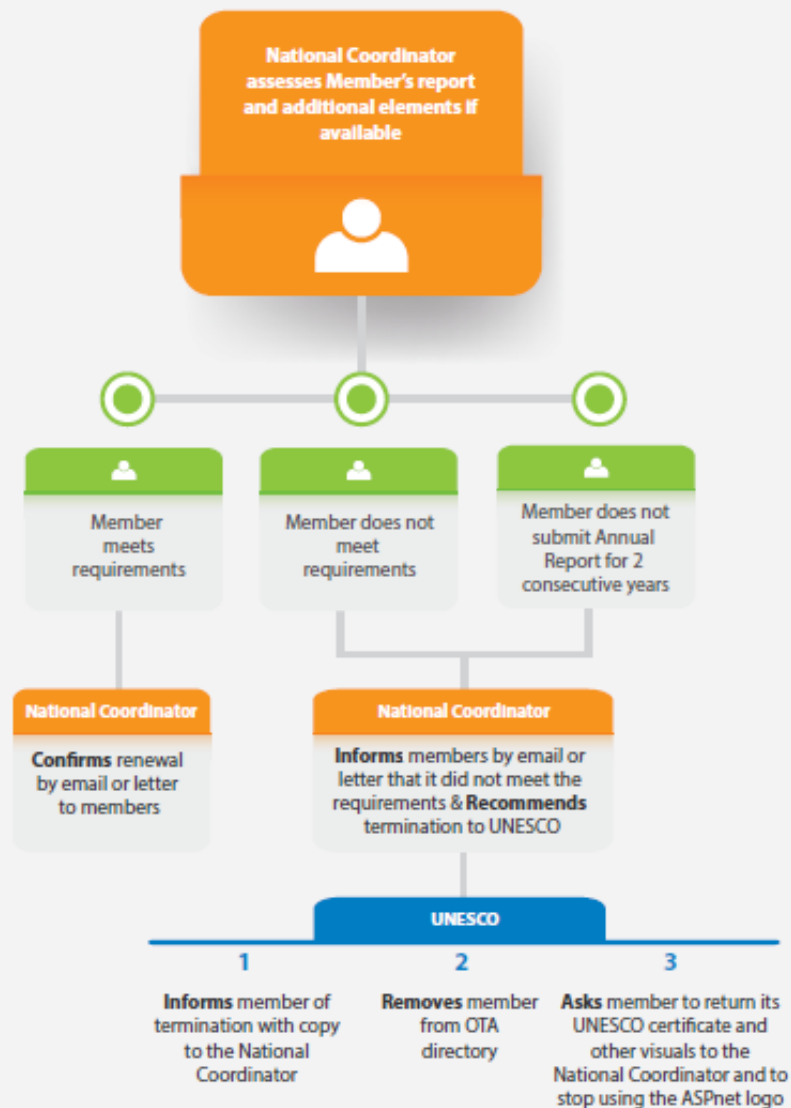 National Coordinator
assesses Member's report
and additional elements if
available
Member
meets
requirements
Member does not
meet
requirements
Member does not
submit Annual
Report for 2
consecutive years
National Coordinator
Confirms renewal
by email or letter
to members
National Coordinator
Informs members by email or
letter that it did not meet the
requirements & Recommends
termination to UNESCO
UNESCO
1
Informs member of
termination with copy
to the National
Coordinator
2
Removes member
from OTA
directory
3
Asks member to return its
UNESCO certificate and
other visuals to the
National Coordinator and to
stop using the ASPnet logo